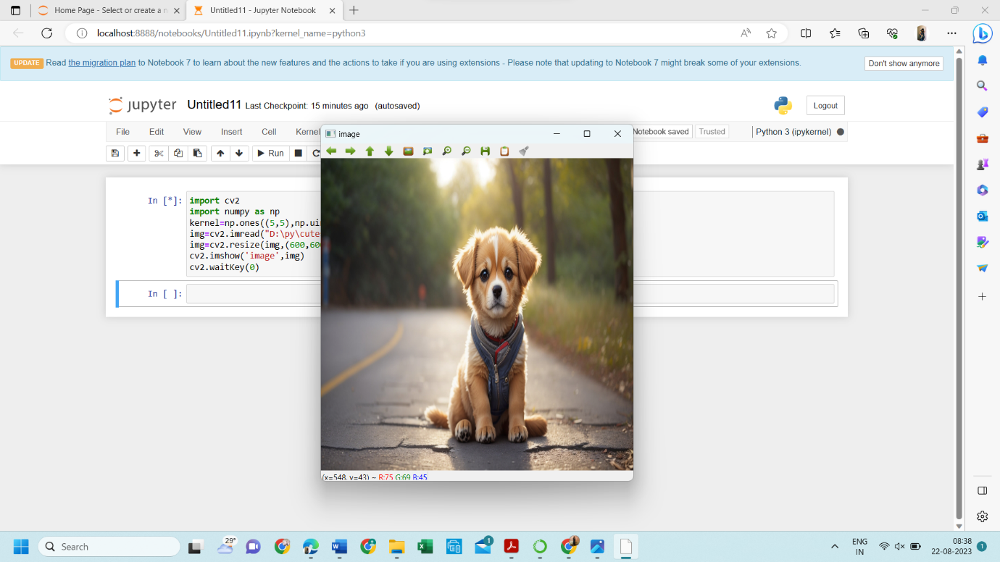 Home Page - Select or create a n
Untitled11 - Jupyter Notebook
localhost:8888/notebooks/Untitled11.ipynb?kernel_name=python3
UPDATE Read the migration plan to Notebook 7 to learn about the new features and the actions to take if you are using extensions - Please note that updating to Notebook 7 might break some of your extensions.
Don't show anymore
jupyter Untitled11 Last Checkpoint: 15 minutes ago (autosaved)
Logout
File Edit View Insert Cell Kernel
Notebook saved Trusted Python 3 (ipykernel)
Run
image
In [*]:
import cv2
import numpy as np
kernel=np.ones((5,5),np.ui
img=cv2.imread("D:\py\cute
img=cv2.resize(img,(600,60
cv2.imshow('image',img)
cv2.waitKey(0)
In [ ]:
(x=548, y=43) ~ R:75 G:69 B:45
Search
29°
1
ENG
IN
08:38
22-08-2023
1